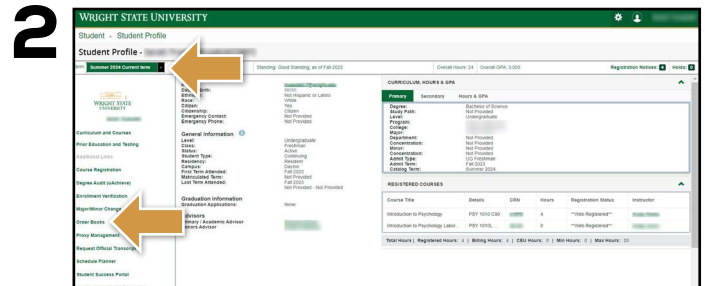 2
WRIGHT STATE UNIVERSITY
Student - Student Profile
Student Profile -
Term: Summer 2024 Current term
Standing: Good Standing, as of Fall 2020
Overall Hours: 24 Overall GPA: 3.000
Registration Notices: 4 Holds: 0
WRIGHT STATE
UNIVERSITY
Curriculum and Courses
Prior Education and Testing
Additional Links
Course Registration
Degree Audit (uAchieve)
Enrollment Verification
Major/Minor Change
Order Books
Proxy Management
Request Official Transcript
Schedule Planner
Student Success Portal
Not Hispanic or Latino
Race: White
Citizen: Yes
Citizenship: Citizen
Emergency Contact: Not Provided
Emergency Phone: Not Provided
General Information
Level: Undergraduate
Class: Freshman
Status: Active
Student Type: Continuing
Residency: Resident
Campus: Dayton
First Term Attended: Fall 2023
Matriculated Term: Not Provided
Last Term Attended: Fall 2023
Not Provided - Not Provided
Graduation Information
Graduation Applications: None
Advisors
Primary / Academic Advisor
Honors Advisor
CURRICULUM, HOURS & GPA
Primary Secondary Hours & GPA
Degree: Bachelor of Science
Study Path: Not Provided
Level: Undergraduate
Program:
College:
Major:
Department: Not Provided
Concentration: Not Provided
Minor: Not Provided
Concentration: Not Provided
Admit Type: UG Freshman
Admit Term: Fall 2023
Catalog Term: Summer 2024
REGISTERED COURSES
Course Title Details CRN Hours Registration Status Instructor
Introduction to Psychology PSY 1010 C90 4 **Web Registered**
Introduction to Psychology Labor... PSY 1010L ... 0 **Web Registered**
Total Hours | Registered Hours: 4 | Billing Hours: 4 | CEU Hours: 0 | Min Hours: 0 | Max Hours: 20